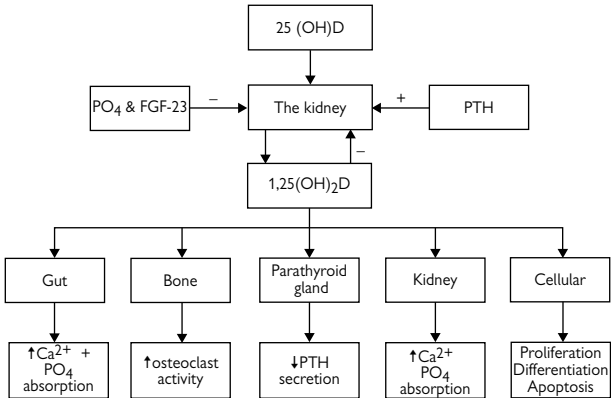 25 (OH)D
PO₄ & FGF-23
–
The kidney
+
PTH
–
1,25(OH)₂D
Gut
Bone
Parathyroid
gland
Kidney
Cellular
↑Ca²⁺ +
PO₄
absorption
↑osteoclast
activity
↓PTH
secretion
↑Ca²⁺
PO₄
absorption
Proliferation
Differentiation
Apoptosis